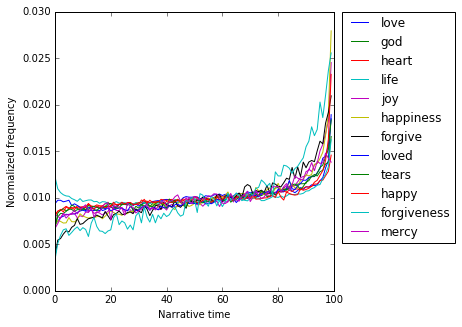 0.030
0.025
0.020
0.015
0.010
0.005
0.000
Normalized frequency
0 20 40 60 80 100
Narrative time
love
god
heart
life
joy
happiness
forgive
loved
tears
happy
forgiveness
mercy